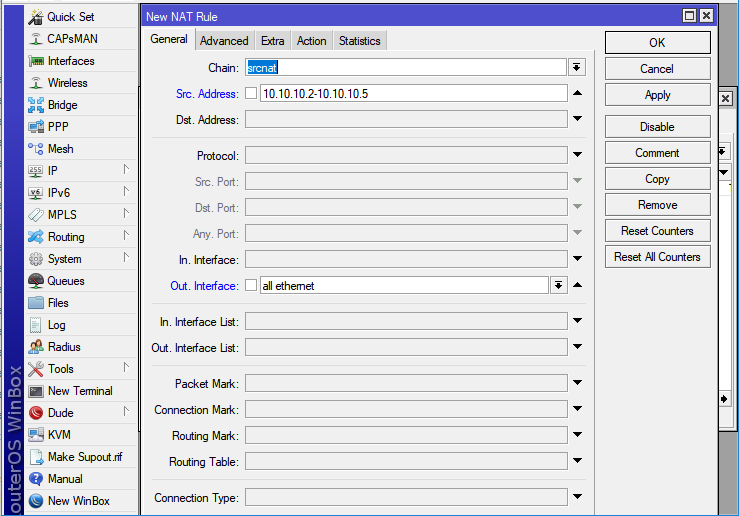 New NAT Rule
General Advanced Extra Action Statistics
Chain: srcnat
Src. Address: 10.10.10.2-10.10.10.5
Dst. Address:
Protocol:
Src. Port:
Dst. Port:
Any. Port:
In. Interface:
Out. Interface: all ethernet
In. Interface List:
Out. Interface List:
Packet Mark:
Connection Mark:
Routing Mark:
Routing Table:
Connection Type:
OK
Cancel
Apply
Disable
Comment
Copy
Remove
Reset Counters
Reset All Counters
Quick Set
CAPsMAN
Interfaces
Wireless
Bridge
PPP
Mesh
255 IP
v6 IPv6
MPLS
Routing
System
Queues
Files
Log
Radius
Tools
New Terminal
Dude
KVM
Make Supout.rif
Manual
New WinBox
outerOS WinBox